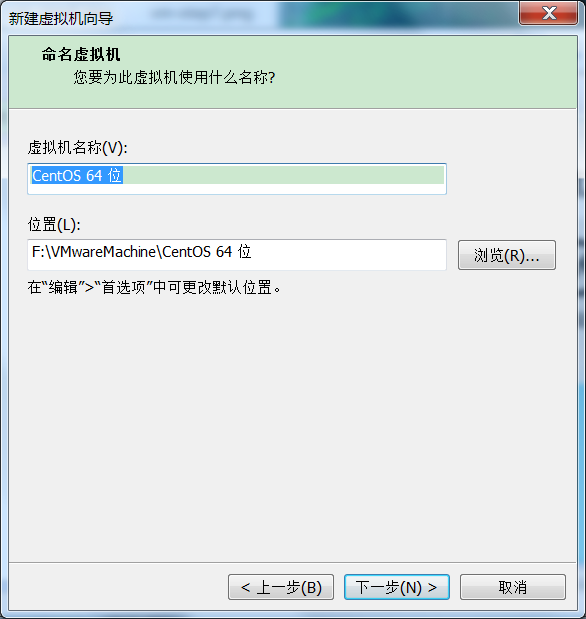 新建虚拟机向导
命名虚拟机
您要为此虚拟机使用什么名称?
虚拟机名称(V):
CentOS 64 位
位置(L):
F:\VMwareMachine\CentOS 64 位
浏览(R)...
在“编辑”>“首选项”中可更改默认位置。
< 上一步(B)
下一步(N) >
取消